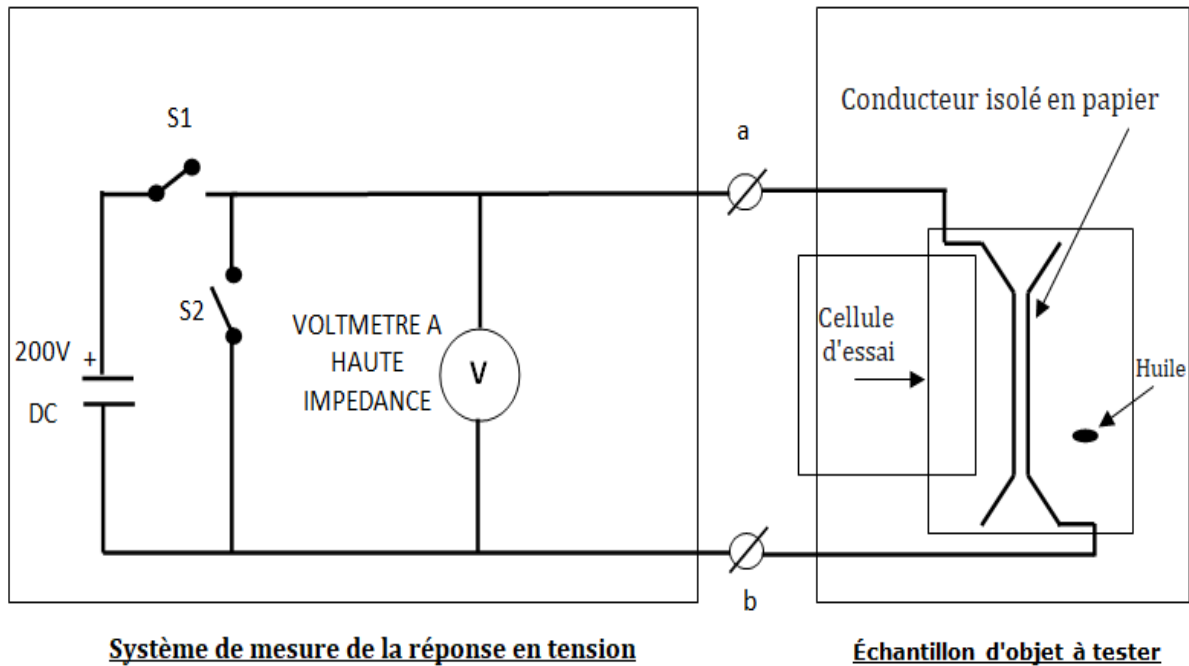 S1
a
Conducteur isolé en papier
S2
200V
+
DC
VOLTMETRE A
HAUTE
IMPEDANCE
V
Cellule
d'essai
Huile
b
Système de mesure de la réponse en tension
Échantillon d'objet à tester